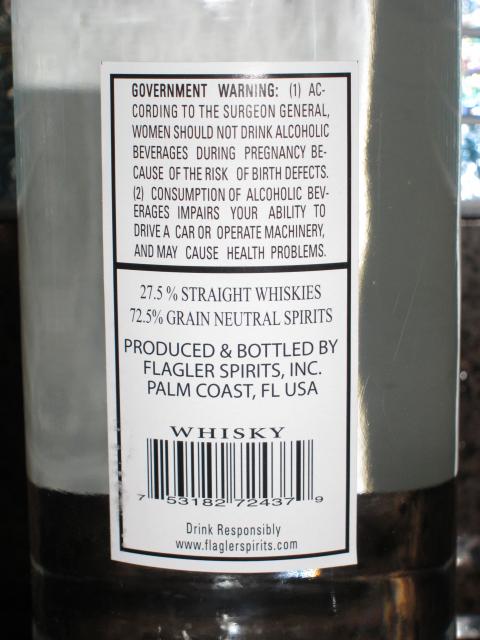 GOVERNMENT WARNING: (1) AC-
CORDING TO THE SURGEON GENERAL,
WOMEN SHOULD NOT DRINK ALCOHOLIC
BEVERAGES DURING PREGNANCY BE-
CAUSE OF THE RISK OF BIRTH DEFECTS.
(2) CONSUMPTION OF ALCOHOLIC BEV-
ERAGES IMPAIRS YOUR ABILITY TO
DRIVE A CAR OR OPERATE MACHINERY,
AND MAY CAUSE HEALTH PROBLEMS.
27.5 % STRAIGHT WHISKIES
72.5% GRAIN NEUTRAL SPIRITS
PRODUCED & BOTTLED BY
FLAGLER SPIRITS, INC.
PALM COAST, FL USA
WHISKY
7 53182 72437 9
Drink Responsibly
www.flaglerspirits.com